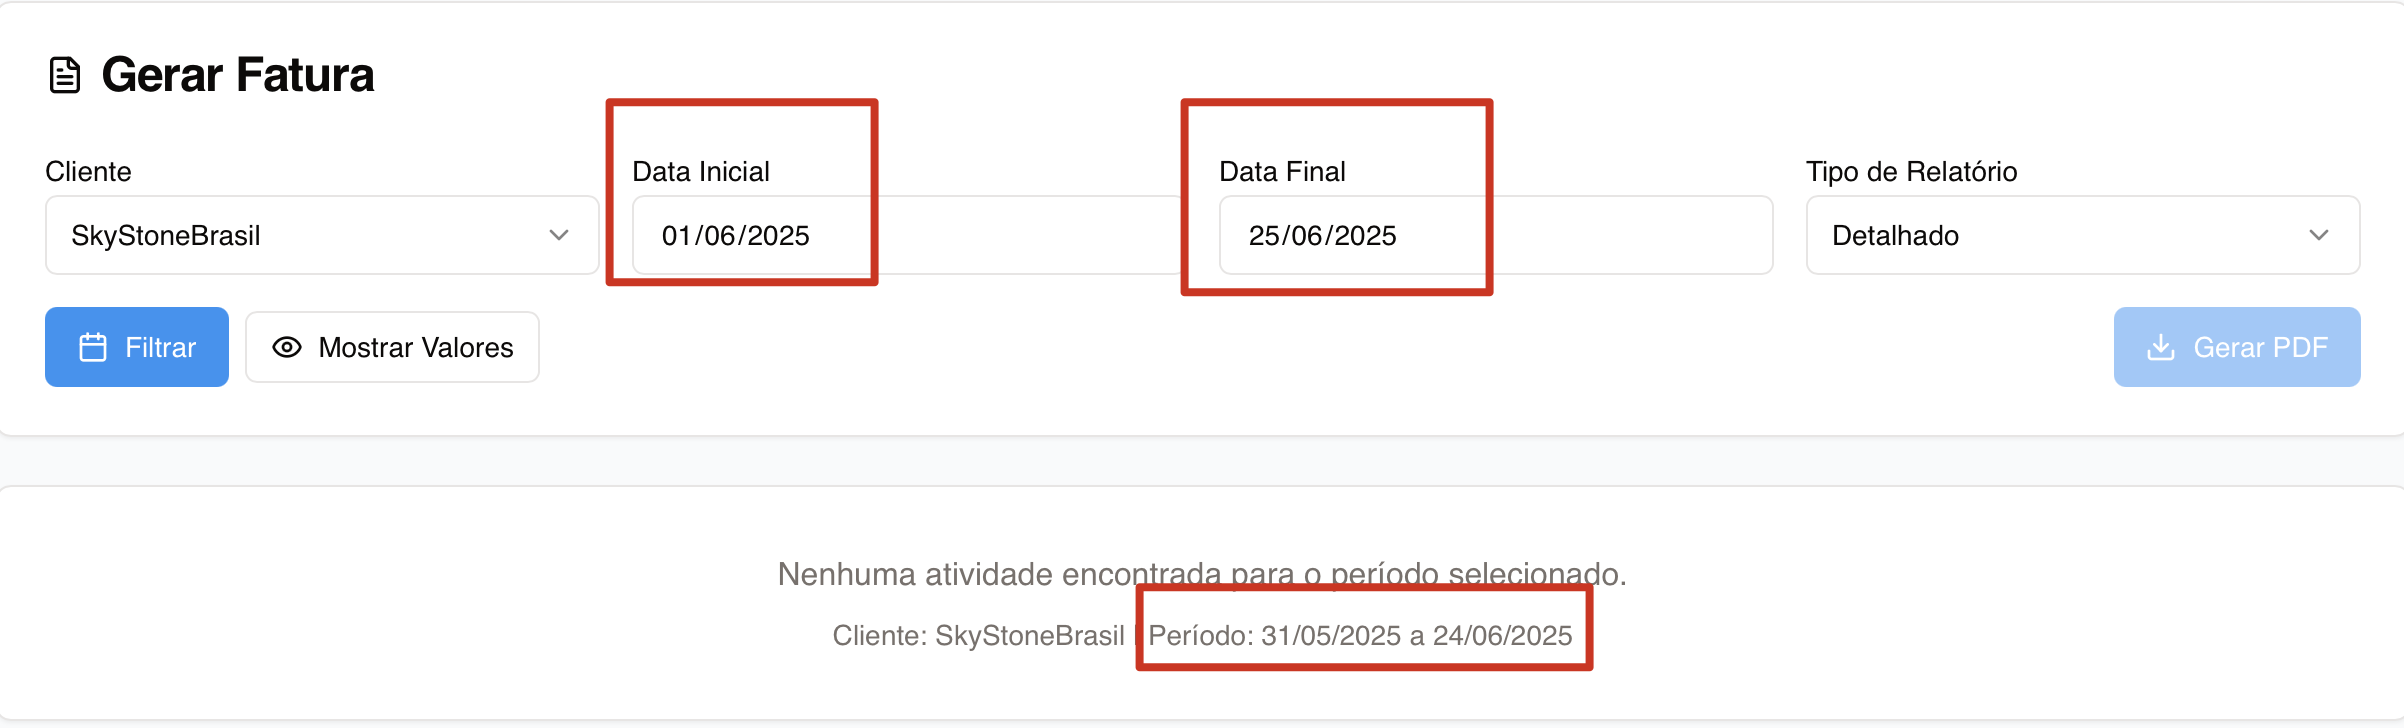 Gerar Fatura
Cliente
Data Inicial
Data Final
Tipo de Relatório
SkyStoneBrasil
01/06/2025
25/06/2025
Detalhado
Filtrar
Mostrar Valores
Gerar PDF
Nenhuma atividade encontrada para o período selecionado.
Cliente: SkyStoneBrasil | Período: 31/05/2025 a 24/06/2025